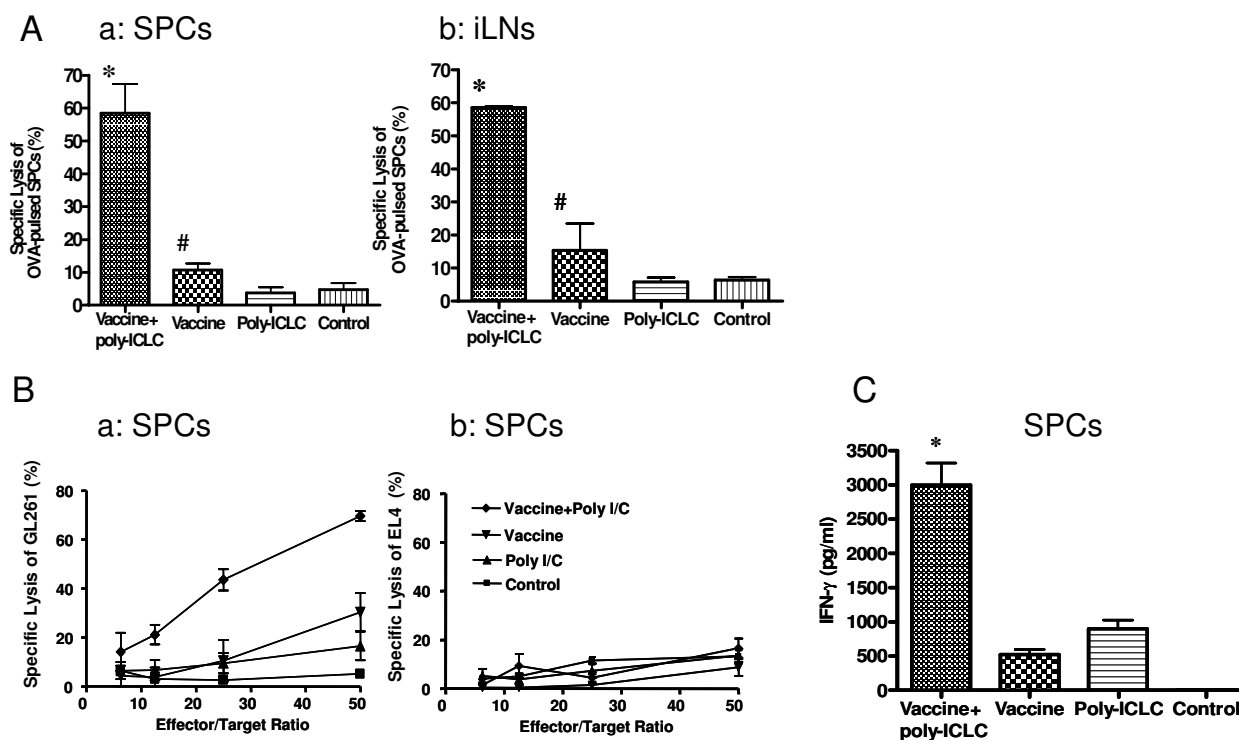 A
a: SPCs
b: iLNs
Specific Lysis of
OVA-pulsed SPCs (%)
70
60
50
40
30
20
10
0
*
#
Vaccine+
poly-ICLC
Vaccine
Poly-ICLC
Control
Specific Lysis of
OVA-pulsed SPCs (%)
70
60
50
40
30
20
10
0
*
#
Vaccine+
poly-ICLC
Vaccine
Poly-ICLC
Control
B
a: SPCs
b: SPCs
Specific Lysis of GL261 (%)
80
60
40
20
0
0 10 20 30 40 50
Effector/Target Ratio
Specific Lysis of EL4 (%)
80
60
40
20
0
Vaccine+Poly I/C
Vaccine
Poly I/C
Control
0 10 20 30 40 50
Effector/Target Ratio
C
SPCs
IFN-γ (pg/ml)
3500
3000
2500
2000
1500
1000
500
0
*
Vaccine+
poly-ICLC
Vaccine
Poly-ICLC
Control